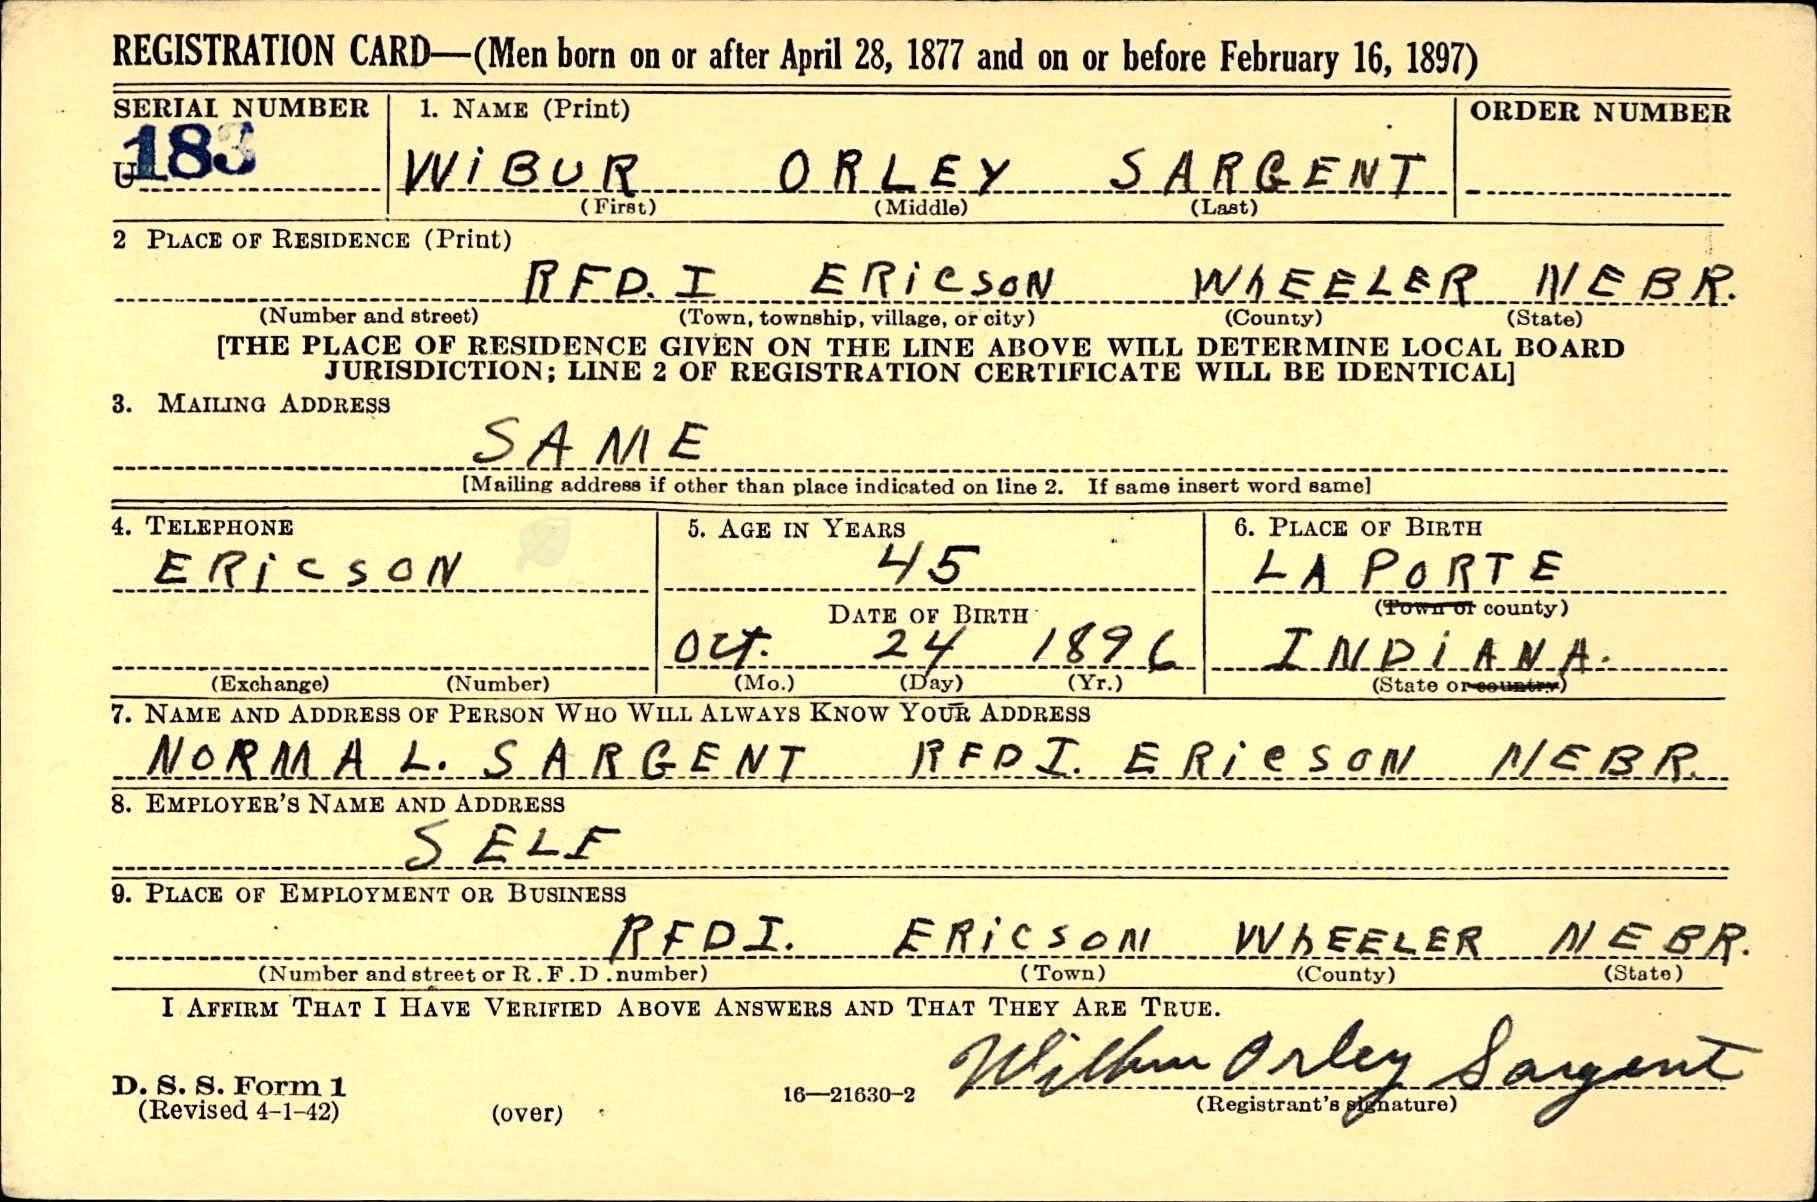 REGISTRATION CARD—(Men born on or after April 28, 1877 and on or before February 16, 1897)
SERIAL NUMBER 1. NAME (Print) ORDER NUMBER
U 183 WiBUR ORLEY SARGENT
(First) (Middle) (Last)
2 PLACE OF RESIDENCE (Print)
RFD. I ERiCSON WhEELER NEBR.
(Number and street) (Town, township, village, or city) (County) (State)
[THE PLACE OF RESIDENCE GIVEN ON THE LINE ABOVE WILL DETERMINE LOCAL BOARD
JURISDICTION; LINE 2 OF REGISTRATION CERTIFICATE WILL BE IDENTICAL]
3. MAILING ADDRESS
SAME
[Mailing address if other than place indicated on line 2. If same insert word same]
4. TELEPHONE 5. AGE IN YEARS 6. PLACE OF BIRTH
ERiCSON 45 LA PORTE
DATE OF BIRTH (Town or county)
Oct. 24 1896 INDiANA.
(Exchange) (Number) (Mo.) (Day) (Yr.) (State or country)
7. NAME AND ADDRESS OF PERSON WHO WILL ALWAYS KNOW YOUR ADDRESS
NORMA L. SARGENT RFD I. ERiCSON NEBR.
8. EMPLOYER'S NAME AND ADDRESS
SELF
9. PLACE OF EMPLOYMENT OR BUSINESS
RFD I. ERiCSON WhEELER NEBR.
(Number and street or R. F. D. number) (Town) (County) (State)
I AFFIRM THAT I HAVE VERIFIED ABOVE ANSWERS AND THAT THEY ARE TRUE.
Wilbur Orley Sargent
D. S. S. Form 1
(Revised 4-1-42) (over) 16—21630-2 (Registrant's signature)